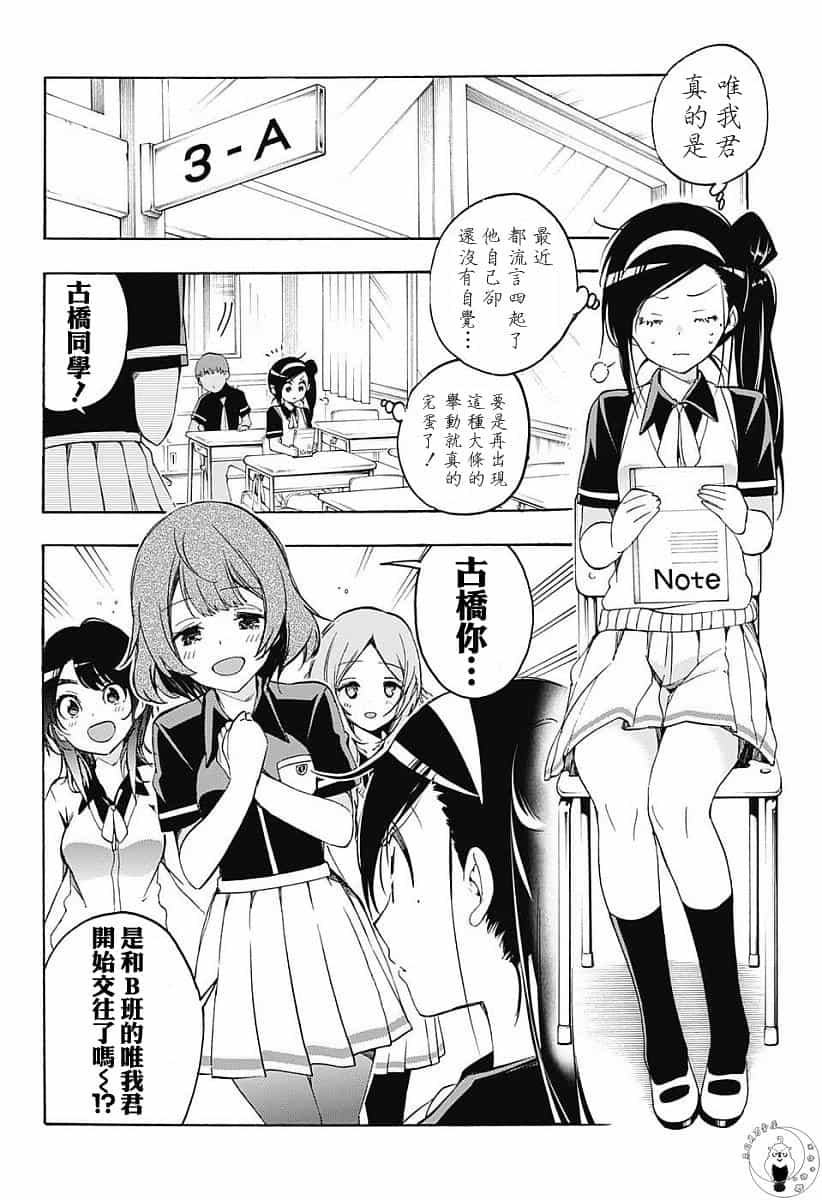 3-A
唯我君
真的是
最近
都流言四起了
他自己卻
還沒有自覺…
要是再出現
這種大條的
舉動就真的
完蛋了！
古橋同學！
Note
Note
古橋你…
是和B班的唯我君
開始交往了嗎～!?